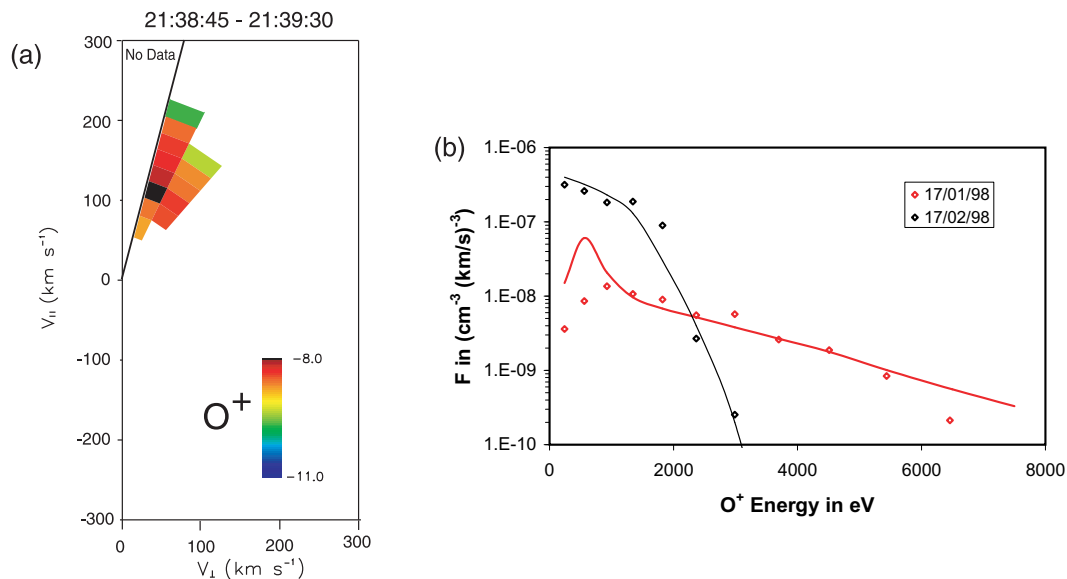 21:38:45 - 21:39:30
(a)
300
No Data
200
100
0
-100
-200
-300
V|| (km s⁻¹)
-8.0
O⁺
-11.0
0 100 200 300
V⊥ (km s⁻¹)
(b)
1.E-06
1.E-07
1.E-08
1.E-09
1.E-10
F in (cm⁻³ (km/s)⁻³)
17/01/98
17/02/98
0 2000 4000 6000 8000
O⁺ Energy in eV